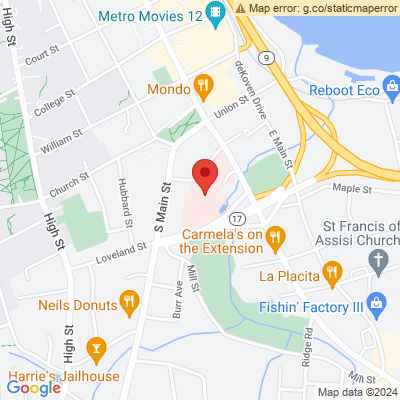 Map error: g.co/staticmaperror
Metro Movies 12
High St
Court St
deKoven Drive
9
College St
Mondo
Reboot Eco
Union St
William St
E Main St
Church St
Hubbard St
S Main St
Maple St
High St
17
Carmela's on
the Extension
St Francis of
Assisi Church
Loveland St
La Placita
Mill St
Burr Ave
Neils Donuts
Fishin' Factory III
High St
Ridge Rd
Harrie's Jailhouse
Mill St
Google
Map data ©2024